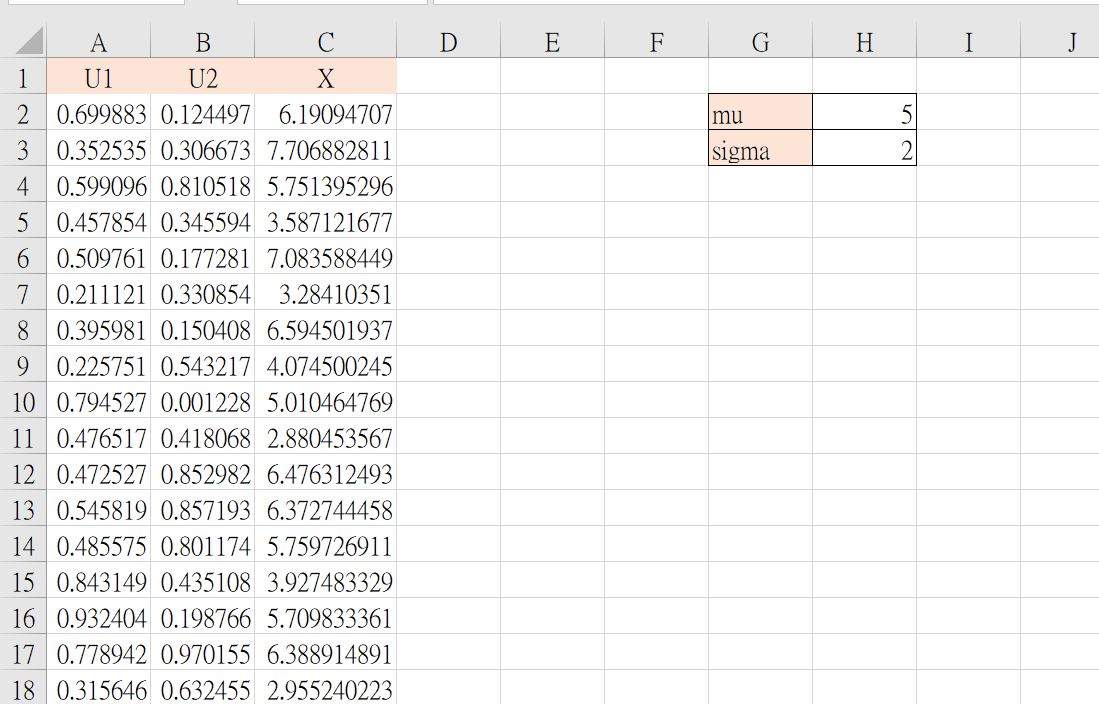 A B C D E F G H I J
1 U1 U2 X
2 0.699883 0.124497 6.19094707 mu 5
3 0.352535 0.306673 7.706882811 sigma 2
4 0.599096 0.810518 5.751395296
5 0.457854 0.345594 3.587121677
6 0.509761 0.177281 7.083588449
7 0.211121 0.330854 3.28410351
8 0.395981 0.150408 6.594501937
9 0.225751 0.543217 4.074500245
10 0.794527 0.001228 5.010464769
11 0.476517 0.418068 2.880453567
12 0.472527 0.852982 6.476312493
13 0.545819 0.857193 6.372744458
14 0.485575 0.801174 5.759726911
15 0.843149 0.435108 3.927483329
16 0.932404 0.198766 5.709833361
17 0.778942 0.970155 6.388914891
18 0.315646 0.632455 2.955240223